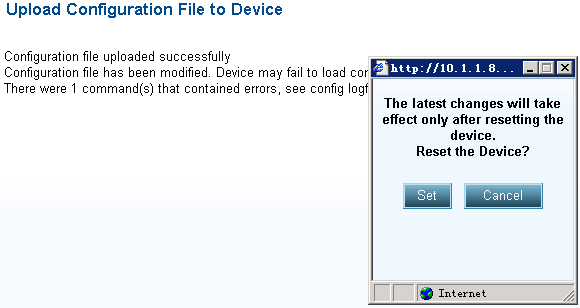 Upload Configuration File to Device
Configuration file uploaded successfully
Configuration file has been modified. Device may fail to load
There were 1 command(s) that contained errors, see config
http://10.1.1.8...
The latest changes will take
effect only after resetting the
device.
Reset the Device?
Set Cancel
Internet